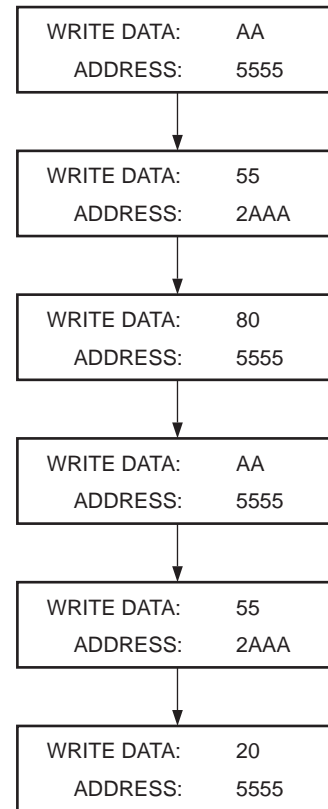 WRITE DATA: AA
ADDRESS: 5555
WRITE DATA: 55
ADDRESS: 2AAA
WRITE DATA: 80
ADDRESS: 5555
WRITE DATA: AA
ADDRESS: 5555
WRITE DATA: 55
ADDRESS: 2AAA
WRITE DATA: 20
ADDRESS: 5555